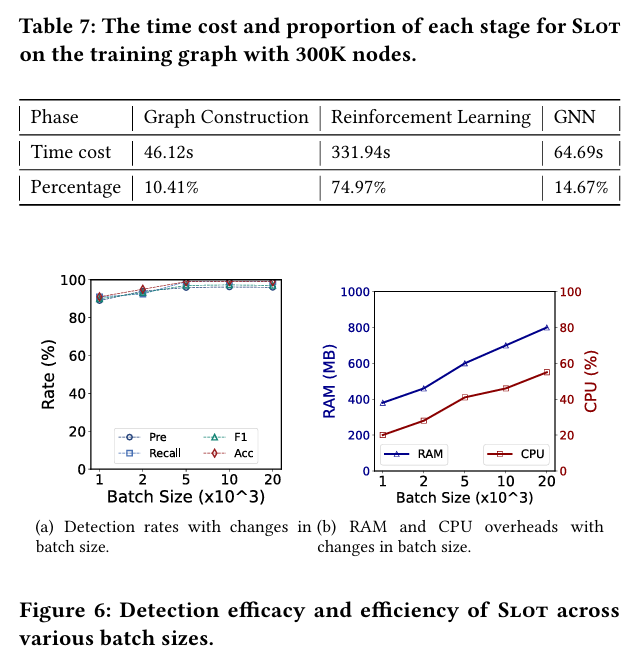 Table 7: The time cost and proportion of each stage for SLOT
on the training graph with 300K nodes.
Phase Graph Construction Reinforcement Learning GNN
Time cost 46.12s 331.94s 64.69s
Percentage 10.41% 74.97% 14.67%
100
80
60
40
20
0
Rate (%)
Pre F1
Recall Acc
1 2 5 10 20
Batch Size (x10^3)
(a) Detection rates with changes in
batch size.
1000
800
600
400
200
0
RAM (MB)
100
80
60
40
20
0
CPU (%)
RAM CPU
1 2 5 10 20
Batch Size (x10^3)
(b) RAM and CPU overheads with
changes in batch size.
Figure 6: Detection efficacy and efficiency of SLOT across
various batch sizes.